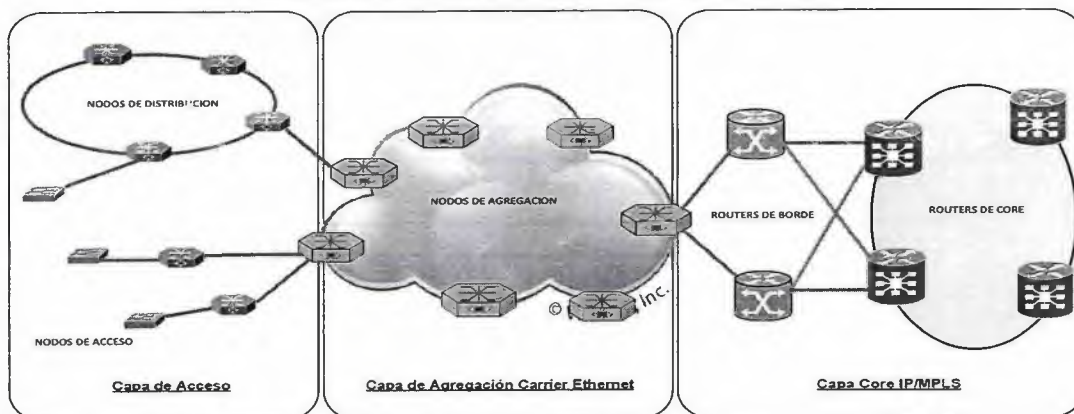 NODOS DE DISTRIBUCION
NODOS DE AGREGACION
ROUTERS DE BORDE
ROUTERS DE CORE
© Inc.
NODOS DE ACCESO
Capa de Acceso
Capa de Agregación Carrier Ethernet
Capa Core IP/MPLS